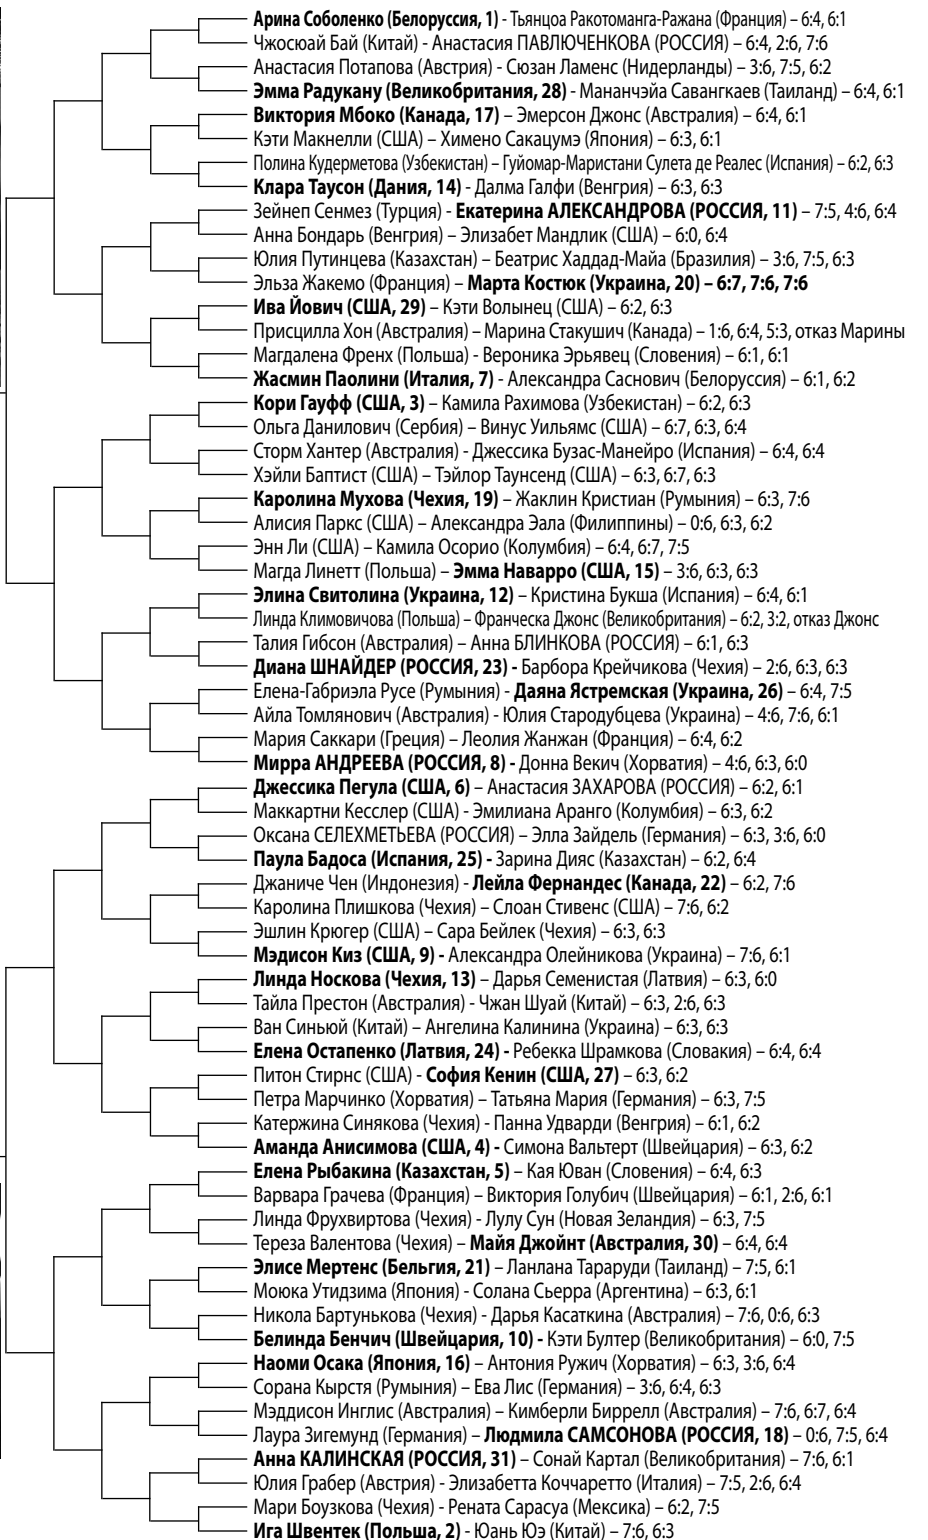 Арина Соболенко (Белоруссия, 1) - Тьянцоа Ракотоманга-Ражана (Франция) – 6:4, 6:1
Чжосюай Бай (Китай) - Анастасия ПАВЛЮЧЕНКОВА (РОССИЯ) – 6:4, 2:6, 7:6
Анастасия Потапова (Австрия) - Сюзан Ламенс (Нидерланды) – 3:6, 7:5, 6:2
Эмма Радукану (Великобритания, 28) - Мананчэйа Савангкаев (Таиланд) – 6:4, 6:1
Виктория Мбоко (Канада, 17) – Эмерсон Джонс (Австралия) – 6:4, 6:1
Кэти Макнелли (США) – Химено Сакацумэ (Япония) – 6:3, 6:1
Полина Кудерметова (Узбекистан) – Гуйомар-Маристани Сулета де Реалес (Испания) – 6:2, 6:3
Клара Таусон (Дания, 14) - Далма Галфи (Венгрия) – 6:3, 6:3
Зейнеп Сенмез (Турция) - Екатерина АЛЕКСАНДРОВА (РОССИЯ, 11) – 7:5, 4:6, 6:4
Анна Бондарь (Венгрия) – Элизабет Мандлик (США) – 6:0, 6:4
Юлия Путинцева (Казахстан) – Беатрис Хаддад-Майа (Бразилия) – 3:6, 7:5, 6:3
Эльза Жакемо (Франция) – Марта Костюк (Украина, 20) – 6:7, 7:6, 7:6
Ива Йович (США, 29) – Кэти Волынец (США) – 6:2, 6:3
Присцилла Хон (Австралия) – Марина Стакушич (Канада) – 1:6, 6:4, 5:3, отказ Марины
Магдалена Френх (Польша) - Вероника Эрьявец (Словения) – 6:1, 6:1
Жасмин Паолини (Италия, 7) - Александра Саснович (Белоруссия) – 6:1, 6:2
Кори Гауфф (США, 3) – Камила Рахимова (Узбекистан) – 6:2, 6:3
Ольга Данилович (Сербия) – Винус Уильямс (США) – 6:7, 6:3, 6:4
Сторм Хантер (Австралия) - Джессика Бузас-Манейро (Испания) – 6:4, 6:4
Хэйли Баптист (США) – Тэйлор Таунсенд (США) – 6:3, 6:7, 6:3
Каролина Мухова (Чехия, 19) – Жаклин Кристиан (Румыния) – 6:3, 7:6
Алисия Паркс (США) – Александра Эала (Филиппины) – 0:6, 6:3, 6:2
Энн Ли (США) – Камила Осорио (Колумбия) – 6:4, 6:7, 7:5
Магда Линетт (Польша) – Эмма Наварро (США, 15) – 3:6, 6:3, 6:3
Элина Свитолина (Украина, 12) – Кристина Букша (Испания) – 6:4, 6:1
Линда Климовичова (Польша) – Франческа Джонс (Великобритания) – 6:2, 3:2, отказ Джонс
Талия Гибсон (Австралия) – Анна БЛИНКОВА (РОССИЯ) – 6:1, 6:3
Диана ШНАЙДЕР (РОССИЯ, 23) - Барбора Крейчикова (Чехия) – 2:6, 6:3, 6:3
Елена-Габриэла Русе (Румыния) - Даяна Ястремская (Украина, 26) – 6:4, 7:5
Айла Томлянович (Австралия) - Юлия Стародубцева (Украина) – 4:6, 7:6, 6:1
Мария Саккари (Греция) – Леолия Жанжан (Франция) – 6:4, 6:2
Мирра АНДРЕЕВА (РОССИЯ, 8) - Донна Векич (Хорватия) – 4:6, 6:3, 6:0
Джессика Пегула (США, 6) – Анастасия ЗАХАРОВА (РОССИЯ) – 6:2, 6:1
Маккартни Кесслер (США) - Эмилиана Аранго (Колумбия) – 6:3, 6:2
Оксана СЕЛЕХМЕТЬЕВА (РОССИЯ) – Элла Зайдель (Германия) – 6:3, 3:6, 6:0
Паула Бадоса (Испания, 25) - Зарина Дияс (Казахстан) – 6:2, 6:4
Джаниче Чен (Индонезия) - Лейла Фернандес (Канада, 22) – 6:2, 7:6
Каролина Плишкова (Чехия) – Слоан Стивенс (США) – 7:6, 6:2
Эшлин Крюгер (США) – Сара Бейлек (Чехия) – 6:3, 6:3
Мэдисон Киз (США, 9) - Александра Олейникова (Украина) – 7:6, 6:1
Линда Носкова (Чехия, 13) – Дарья Семенистая (Латвия) – 6:3, 6:0
Тайла Престон (Австралия) - Чжан Шуай (Китай) – 6:3, 2:6, 6:3
Ван Синьюй (Китай) – Ангелина Калинина (Украина) – 6:3, 6:3
Елена Остапенко (Латвия, 24) - Ребекка Шрамкова (Словакия) – 6:4, 6:4
Питон Стирнс (США) - София Кенин (США, 27) – 6:3, 6:2
Петра Марчинко (Хорватия) – Татьяна Мария (Германия) – 6:3, 7:5
Катержина Синякова (Чехия) - Панна Удварди (Венгрия) – 6:1, 6:2
Аманда Анисимова (США, 4) - Симона Вальтерт (Швейцария) – 6:3, 6:2
Елена Рыбакина (Казахстан, 5) – Кая Юван (Словения) – 6:4, 6:3
Варвара Грачева (Франция) – Виктория Голубич (Швейцария) – 6:1, 2:6, 6:1
Линда Фрухвиртова (Чехия) - Лулу Сун (Новая Зеландия) – 6:3, 7:5
Тереза Валентова (Чехия) – Майя Джойнт (Австралия, 30) – 6:4, 6:4
Элисе Мертенс (Бельгия, 21) – Ланлана Тараруди (Таиланд) – 7:5, 6:1
Моюка Утидзима (Япония) - Солана Сьерра (Аргентина) – 6:3, 6:1
Никола Бартунькова (Чехия) - Дарья Касаткина (Австралия) – 7:6, 0:6, 6:3
Белинда Бенчич (Швейцария, 10) - Кэти Бултер (Великобритания) – 6:0, 7:5
Наоми Осака (Япония, 16) – Антония Ружич (Хорватия) – 6:3, 3:6, 6:4
Сорана Кырстя (Румыния) – Ева Лис (Германия) – 3:6, 6:4, 6:3
Мэддисон Инглис (Австралия) – Кимберли Биррелл (Австралия) – 7:6, 6:7, 6:4
Лаура Зигемунд (Германия) – Людмила САМСОНОВА (РОССИЯ, 18) – 0:6, 7:5, 6:4
Анна КАЛИНСКАЯ (РОССИЯ, 31) – Сонай Картал (Великобритания) – 7:6, 6:1
Юлия Грабер (Австрия) - Элизабетта Коччаретто (Италия) – 7:5, 2:6, 6:4
Мари Боузкова (Чехия) - Рената Сарасуа (Мексика) – 6:2, 7:5
Ига Швентек (Польша, 2) - Юань Юэ (Китай) – 7:6, 6:3